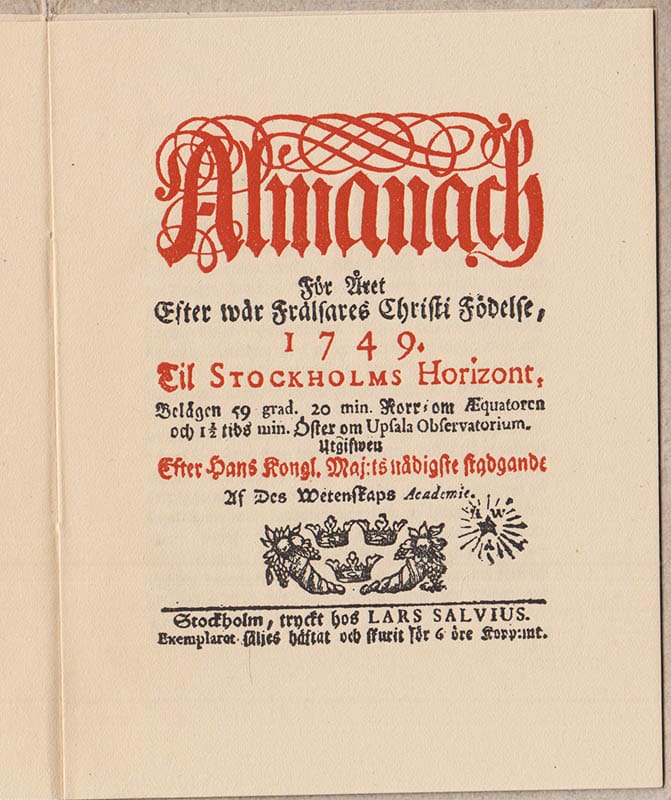 Almanach
För Året
Efter wår Frälsares Christi Födelse,
1749.
Til STOCKHOLMS Horizont,
Belägen 59 grad. 20 min. Norr-om Æquatoren
och 1½ tids min. Öster om Upsala Observatorium.
Utgifwen
Efter Hans Kongl. Maj:ts nådigste stadgande
Af Des Wetenskaps Academie.
Stockholm, tryckt hos LARS SALVIUS.
Exemplaret säljes häftat och skurit för 6 öre Kopp:mt.